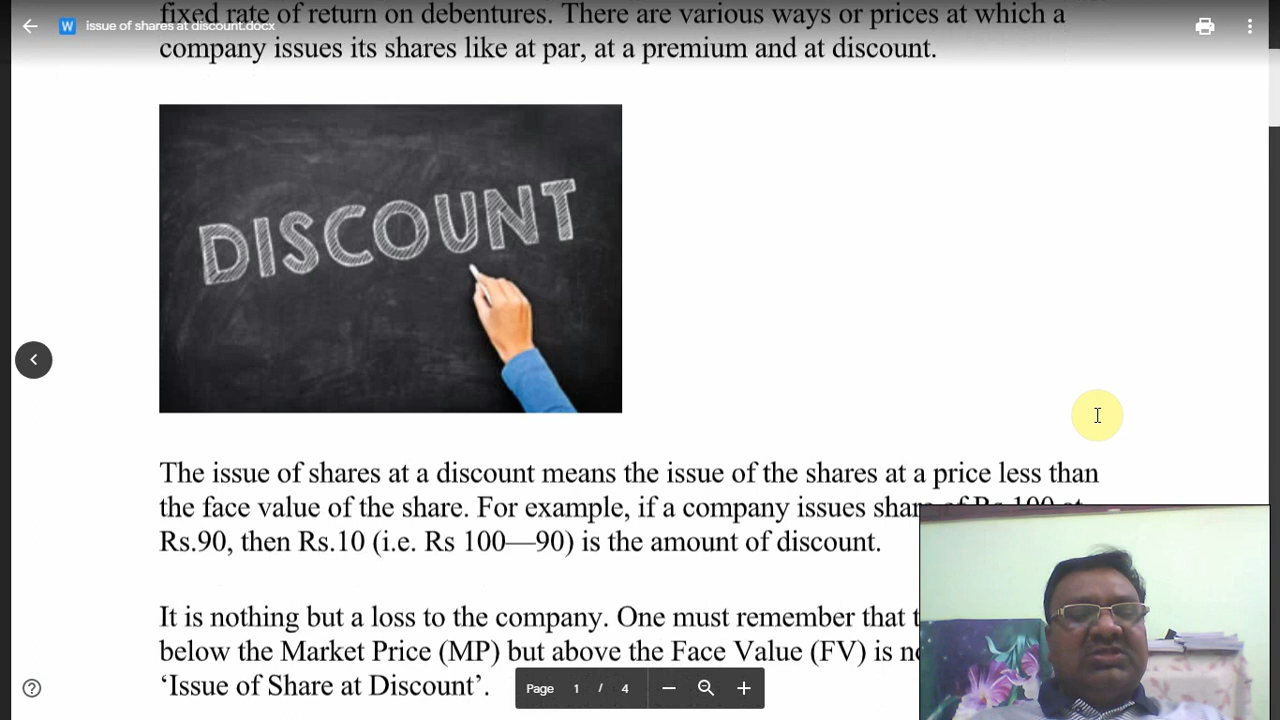 fixed rate of return on debentures. There are various ways or prices at which a
issue of shares at discount.docx
company issues its shares like at par, at a premium and at discount.
DISCOUNT
The issue of shares at a discount means the issue of the shares at a price less than
the face value of the share. For example, if a company issues share of Rs 100 at
Rs.90, then Rs.10 (i.e. Rs 100—90) is the amount of discount.
It is nothing but a loss to the company. One must remember that
below the Market Price (MP) but above the Face Value (FV) is
‘Issue of Share at Discount’.
Page 1 / 4